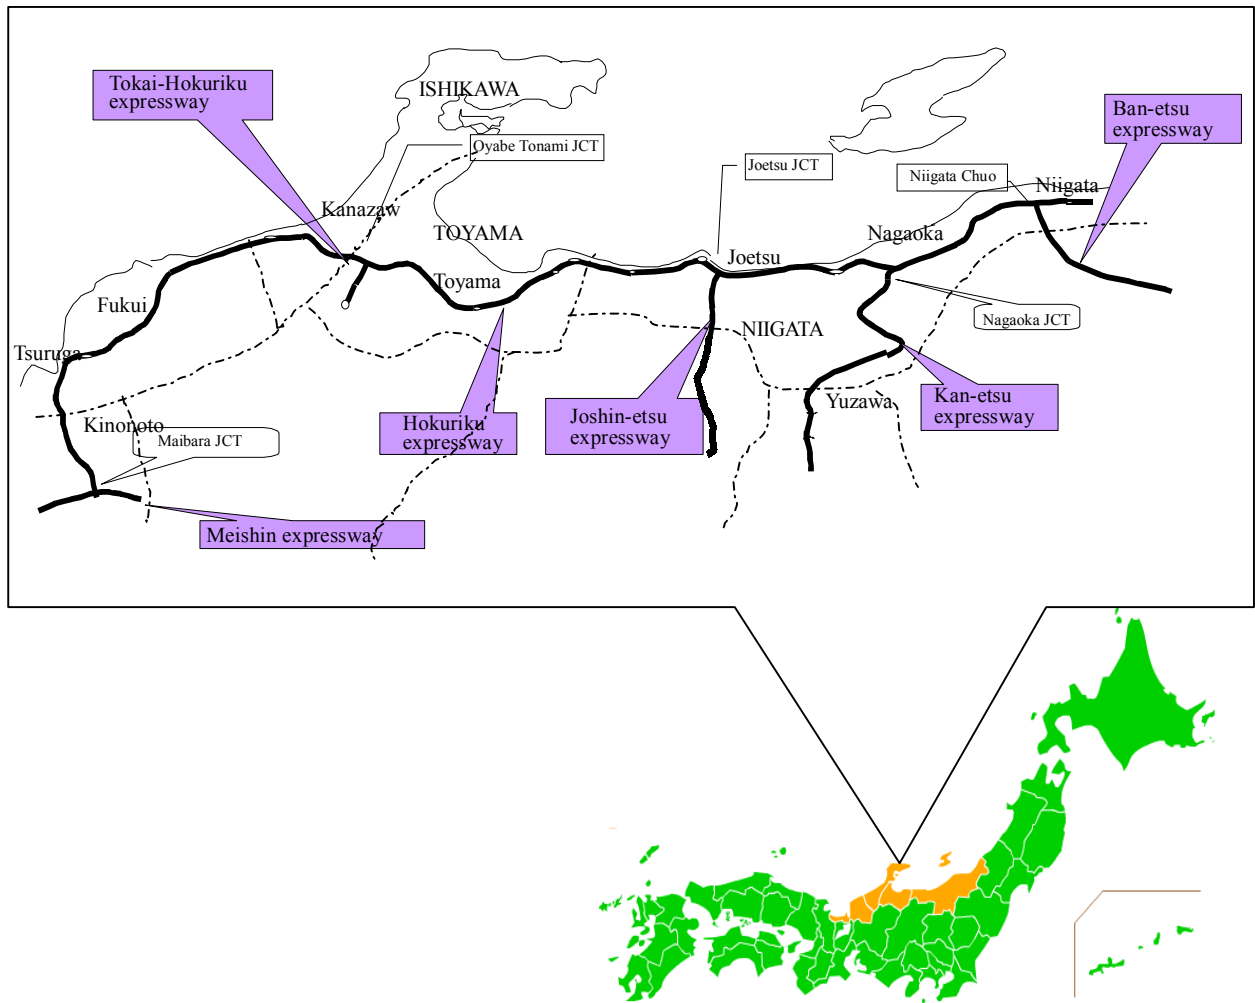 Tokai-Hokuriku
expressway
ISHIKAWA
Ban-etsu
expressway
Oyabe Tonami JCT
Joetsu JCT
Niigata Chuo
Niigata
Kanazaw
TOYAMA
Nagaoka
Joetsu
Toyama
Fukui
Nagaoka JCT
NIIGATA
Tsuruga
Kan-etsu
expressway
Yuzawa
Hokuriku
expressway
Joshin-etsu
expressway
Kinonoto
Maibara JCT
Meishin expressway